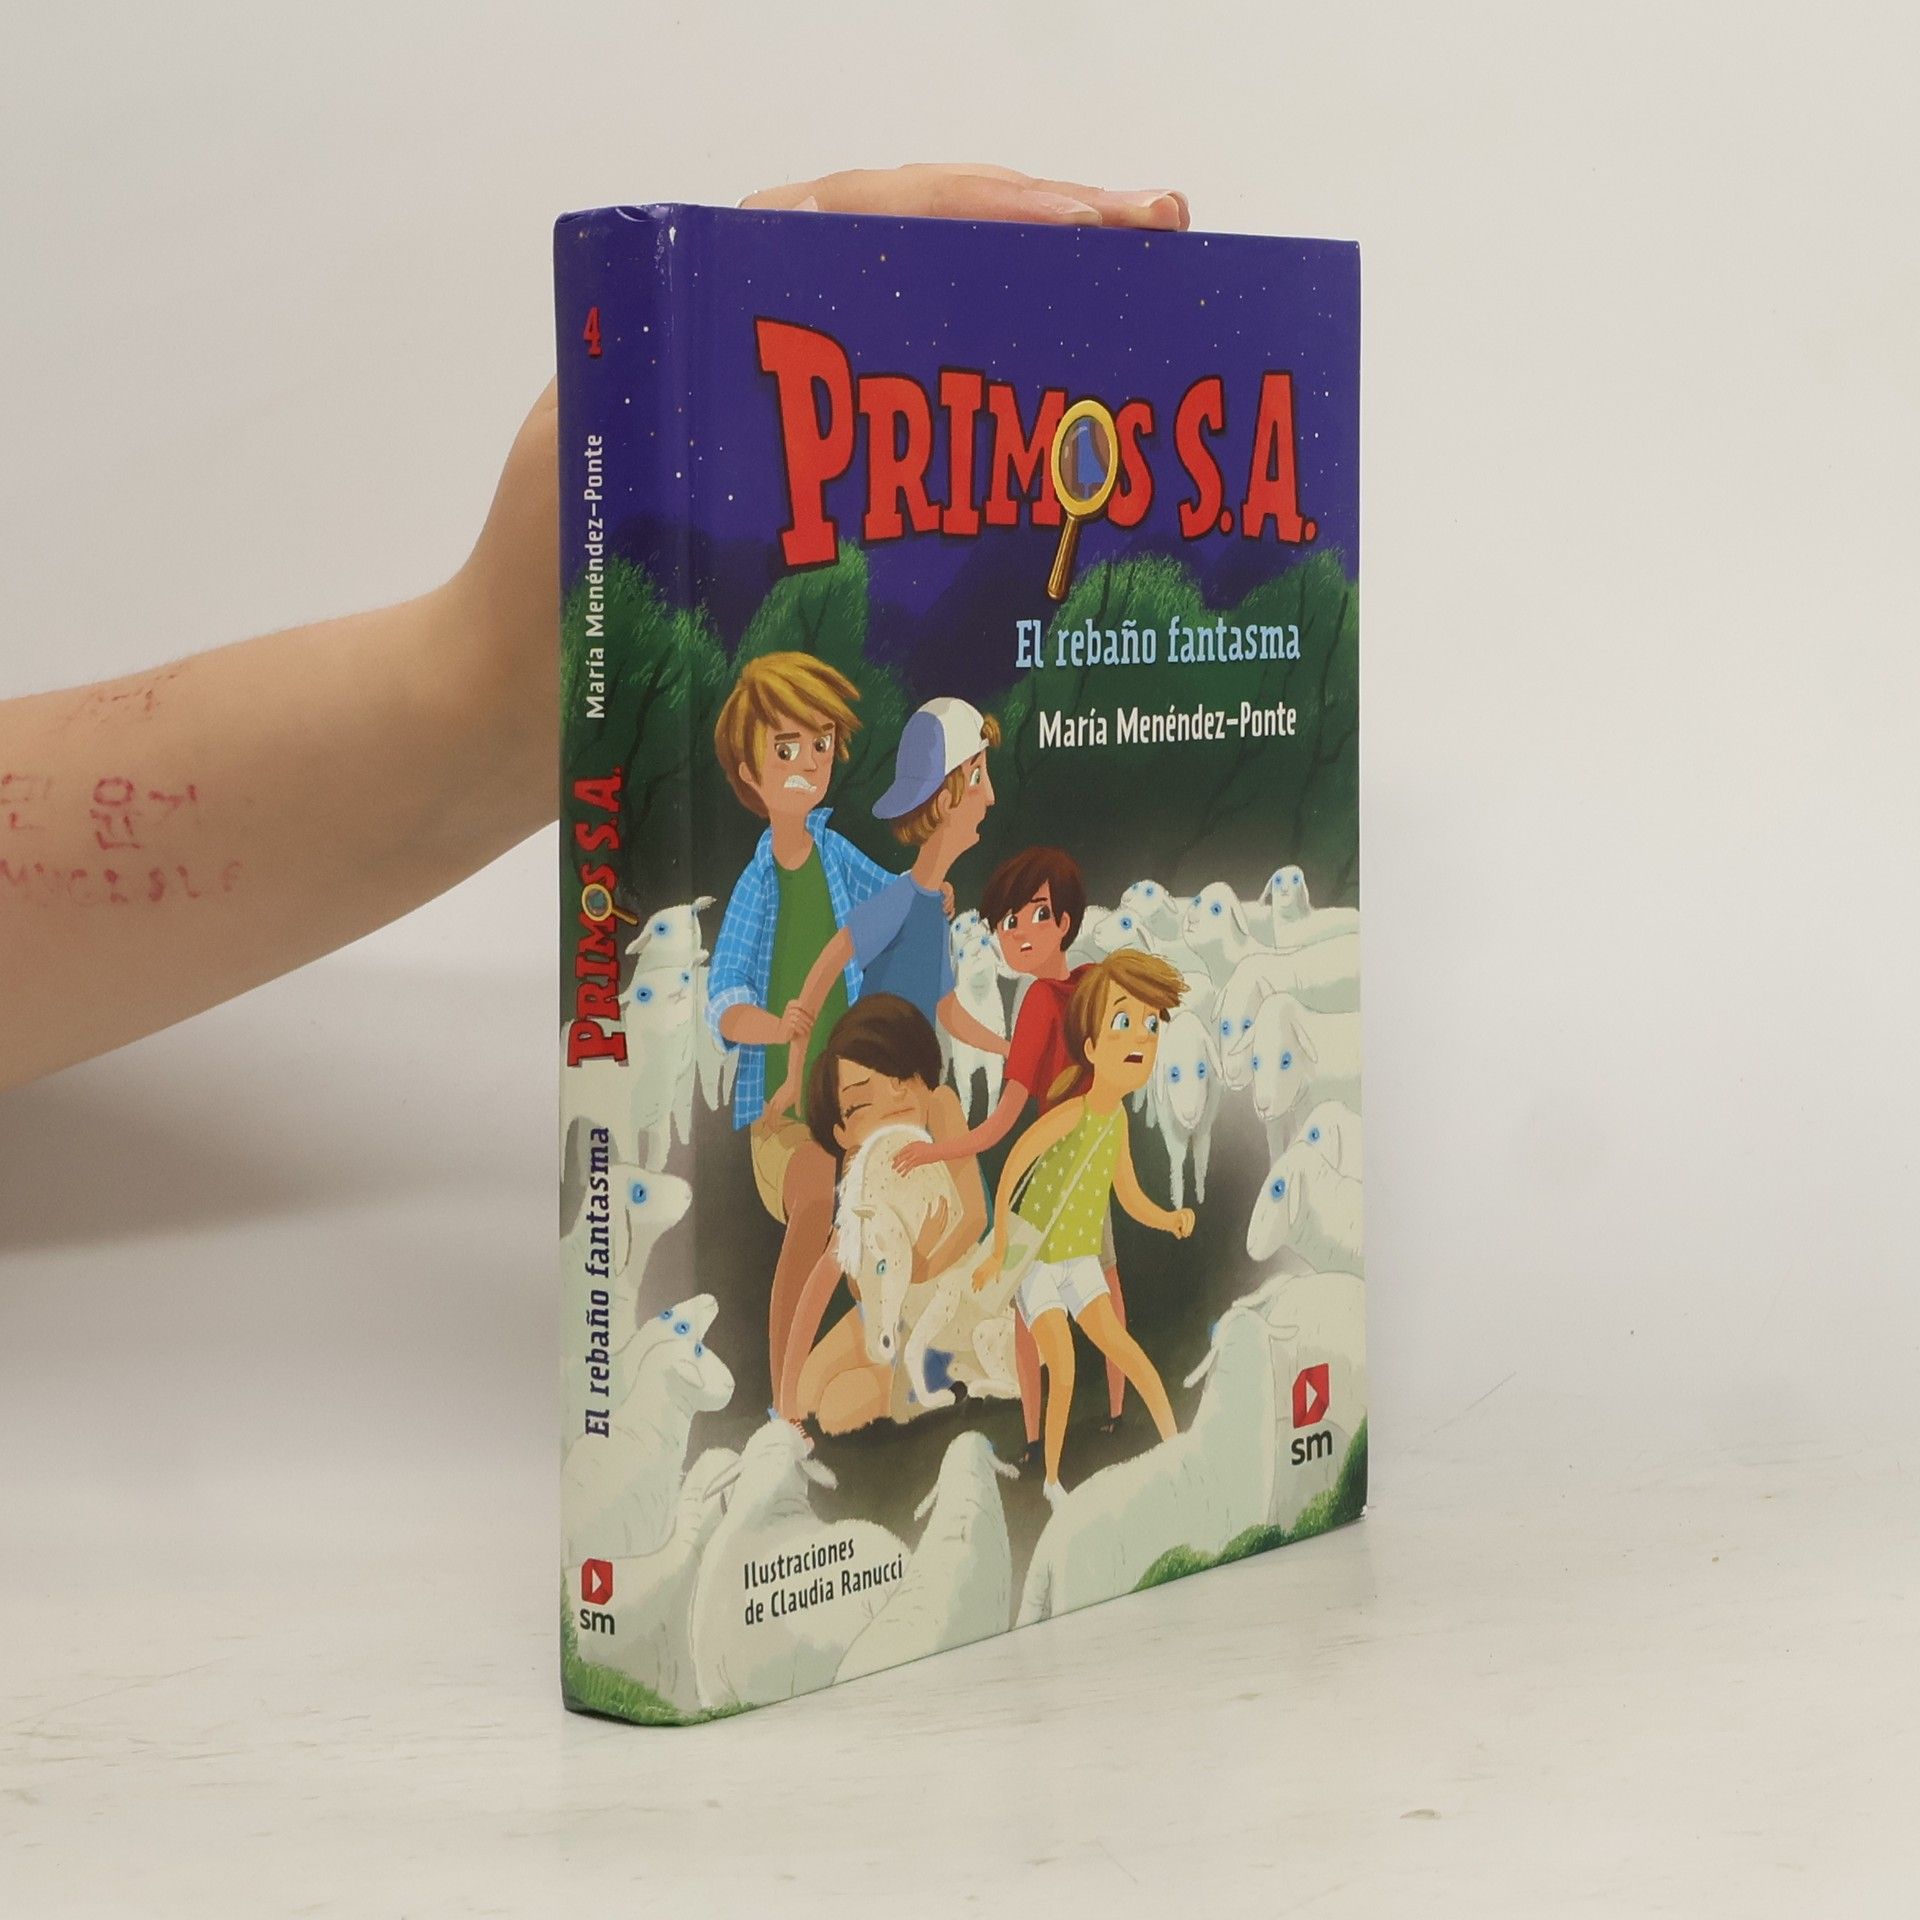 4
María Menéndez-Ponte
PRIMOS S.A.
El rebaño fantasma
sm
PRIMOS S.A.
El rebaño fantasma
María Menéndez-Ponte
sm
Ilustraciones
de Claudia Ranucci